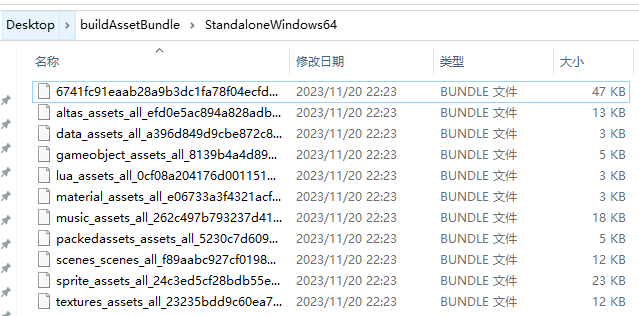 Desktop > buildAssetBundle > StandaloneWindows64
名称 修改日期 类型 大小
6741fc91eaab28a9b3dc1fa78f04ecfd... 2023/11/20 22:23 BUNDLE 文件 47 KB
altas_assets_all_efd0e5ac894a828adb... 2023/11/20 22:23 BUNDLE 文件 13 KB
data_assets_all_a396d849d9cbe872c8... 2023/11/20 22:23 BUNDLE 文件 3 KB
gameobject_assets_all_8139b4a4d89... 2023/11/20 22:23 BUNDLE 文件 5 KB
lua_assets_all_0cf08a204176d001151... 2023/11/20 22:23 BUNDLE 文件 3 KB
material_assets_all_e06733a3f4321acf... 2023/11/20 22:23 BUNDLE 文件 3 KB
music_assets_all_262c497b793237d41... 2023/11/20 22:23 BUNDLE 文件 18 KB
packedassets_assets_all_5230c7d609... 2023/11/20 22:23 BUNDLE 文件 5 KB
scenes_scenes_all_f89aabc927cf0198... 2023/11/20 22:23 BUNDLE 文件 12 KB
sprite_assets_all_24c3ed5cf28bdb55e... 2023/11/20 22:23 BUNDLE 文件 23 KB
textures_assets_all_23235bdd9c60ea7... 2023/11/20 22:23 BUNDLE 文件 12 KB